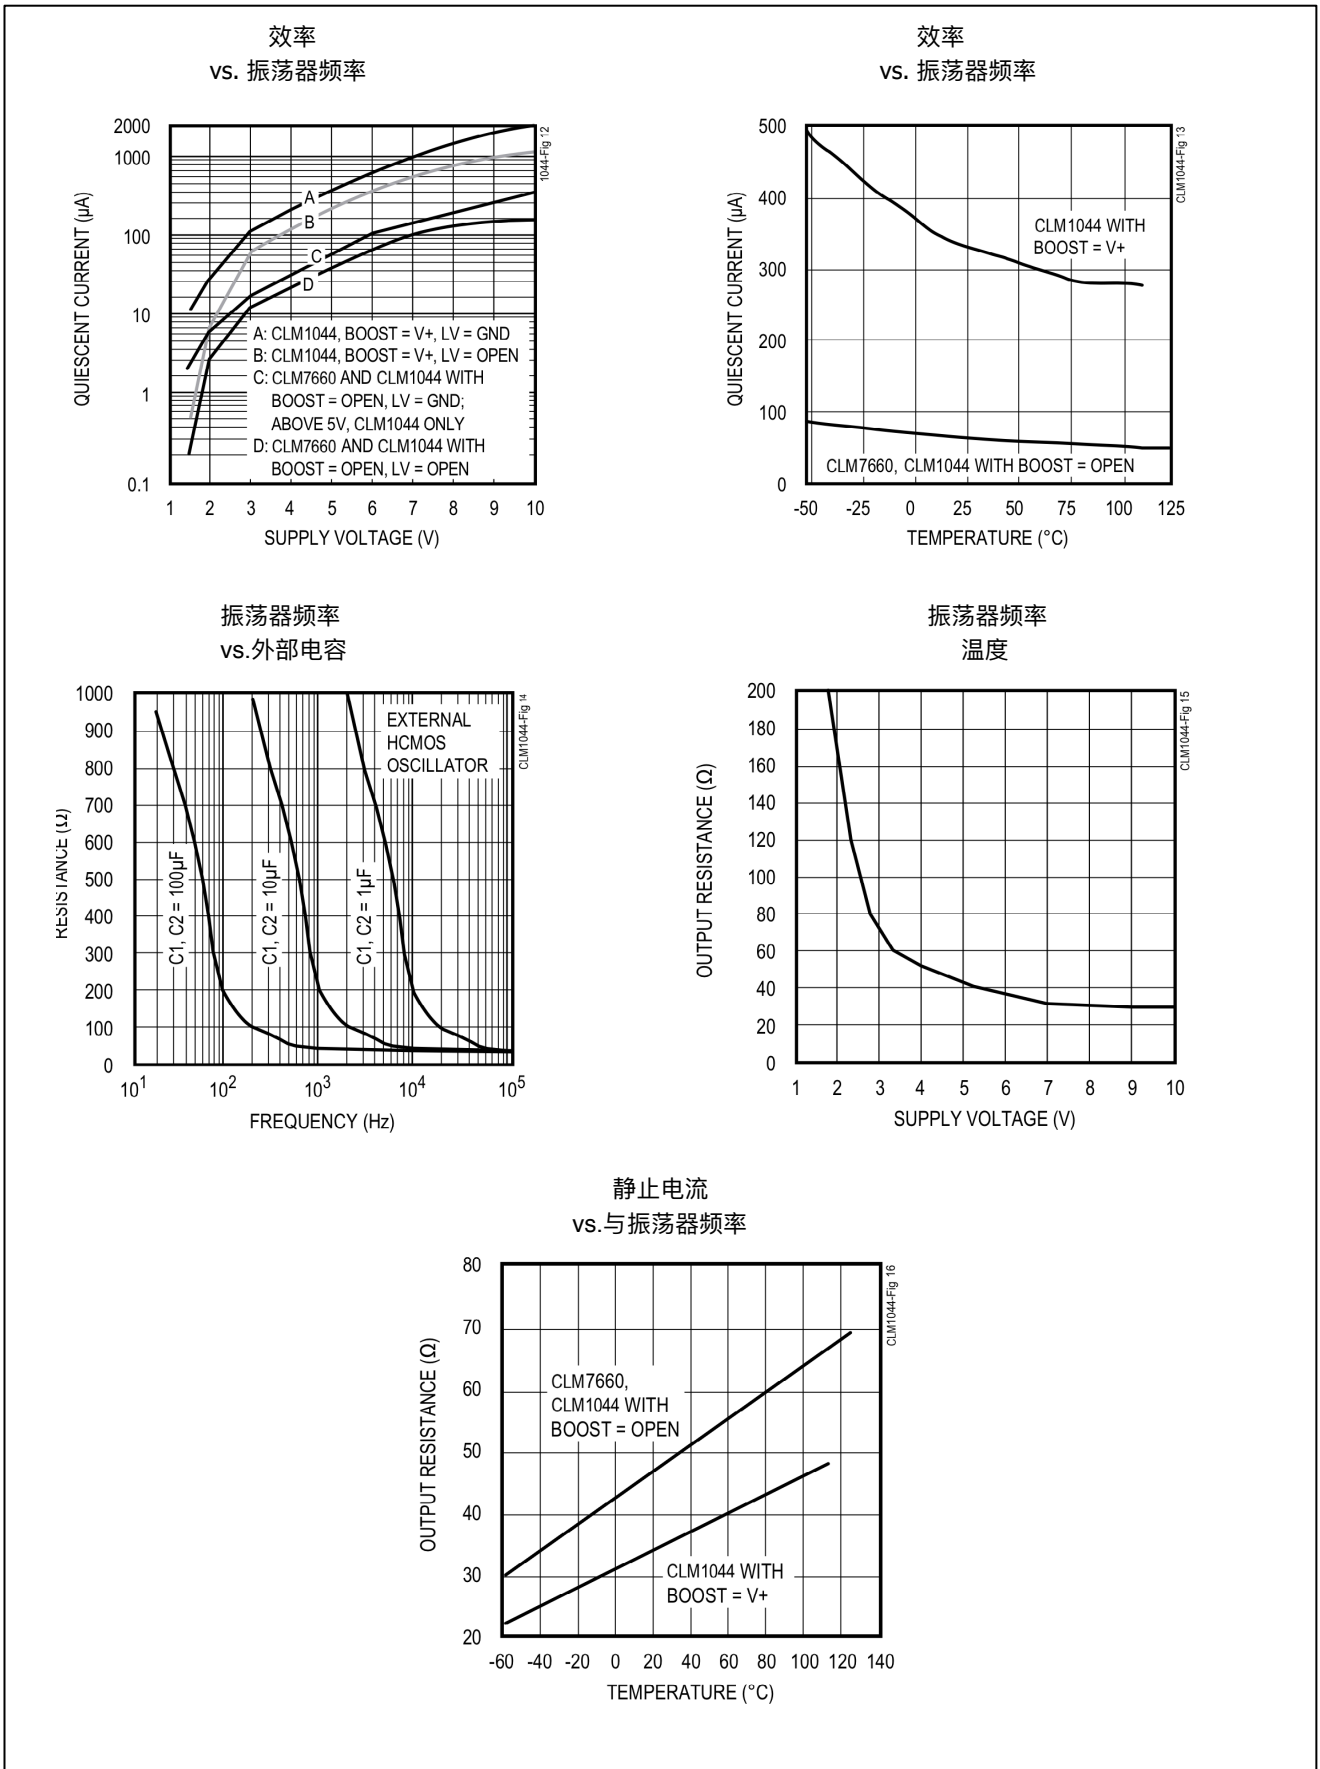 效率
vs. 振荡器频率
2000
1000
100
10
1
0.1
QUIESCENT CURRENT (µA)
1044-Fig 12
A
B
C
D
A: CLM1044, BOOST = V+, LV = GND
B: CLM1044, BOOST = V+, LV = OPEN
C: CLM7660 AND CLM1044 WITH
BOOST = OPEN, LV = GND;
ABOVE 5V, CLM1044 ONLY
D: CLM7660 AND CLM1044 WITH
BOOST = OPEN, LV = OPEN
1 2 3 4 5 6 7 8 9 10
SUPPLY VOLTAGE (V)
效率
vs. 振荡器频率
500
400
300
200
100
0
QUIESCENT CURRENT (µA)
CLM1044-Fig 13
CLM1044 WITH
BOOST = V+
CLM7660, CLM1044 WITH BOOST = OPEN
-50 -25 0 25 50 75 100 125
TEMPERATURE (°C)
振荡器频率
vs.外部电容
1000
900
800
700
600
500
400
300
200
100
0
RESISTANCE (Ω)
CLM1044-Fig 14
EXTERNAL
HCMOS
OSCILLATOR
C1, C2 = 100µF
C1, C2 = 10µF
C1, C2 = 1µF
10¹ 10² 10³ 10⁴ 10⁵
FREQUENCY (Hz)
振荡器频率
温度
200
180
160
140
120
100
80
60
40
20
0
OUTPUT RESISTANCE (Ω)
CLM1044-Fig 15
1 2 3 4 5 6 7 8 9 10
SUPPLY VOLTAGE (V)
静止电流
vs.与振荡器频率
80
70
60
50
40
30
20
OUTPUT RESISTANCE (Ω)
CLM1044-Fig 16
CLM7660,
CLM1044 WITH
BOOST = OPEN
CLM1044 WITH
BOOST = V+
-60 -40 -20 0 20 40 60 80 100 120 140
TEMPERATURE (°C)